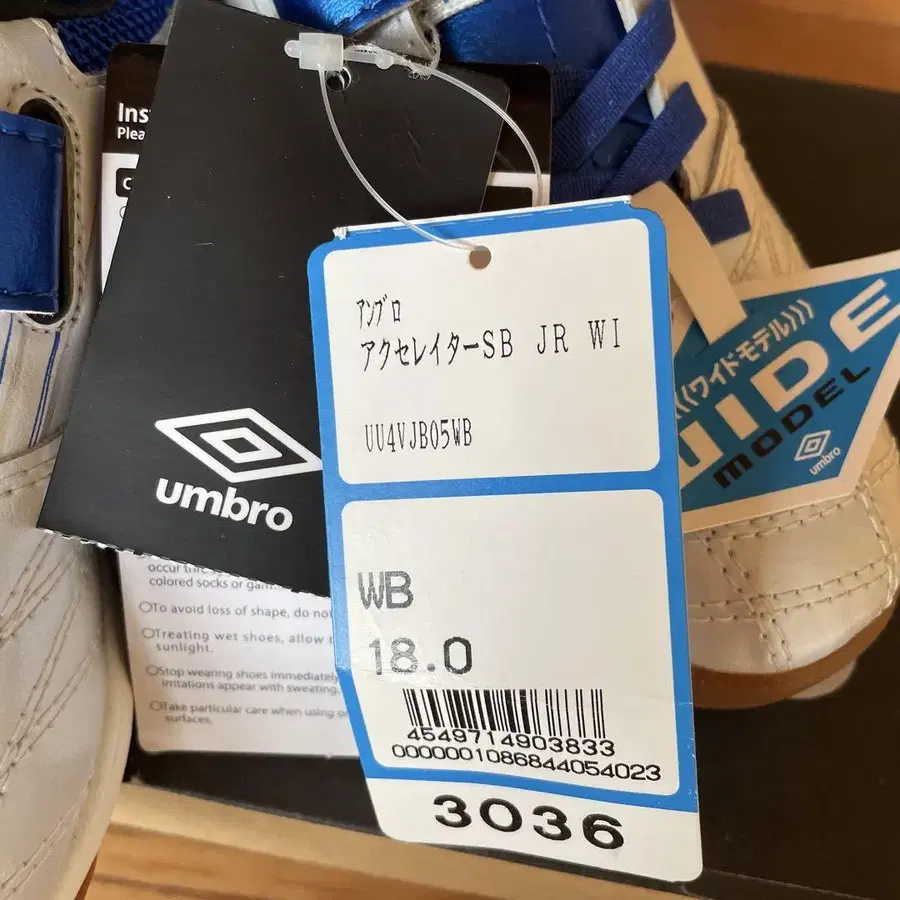 Ins
Plea
umbro
occur
colored socks or
To avoid loss of shape, do
Treating wet shoes, allow
sunlight.
Stop wearing shoes immediately
irritations appear with sweating.
Take particular care when using
surfaces.
アンブロ
アクセレイターSB JR WI
UU4VJB05WB
WB
18.0
4549714903833
0000001086844054023
3036
(((ワイドモデル)))
WIDE
MODEL
umbro